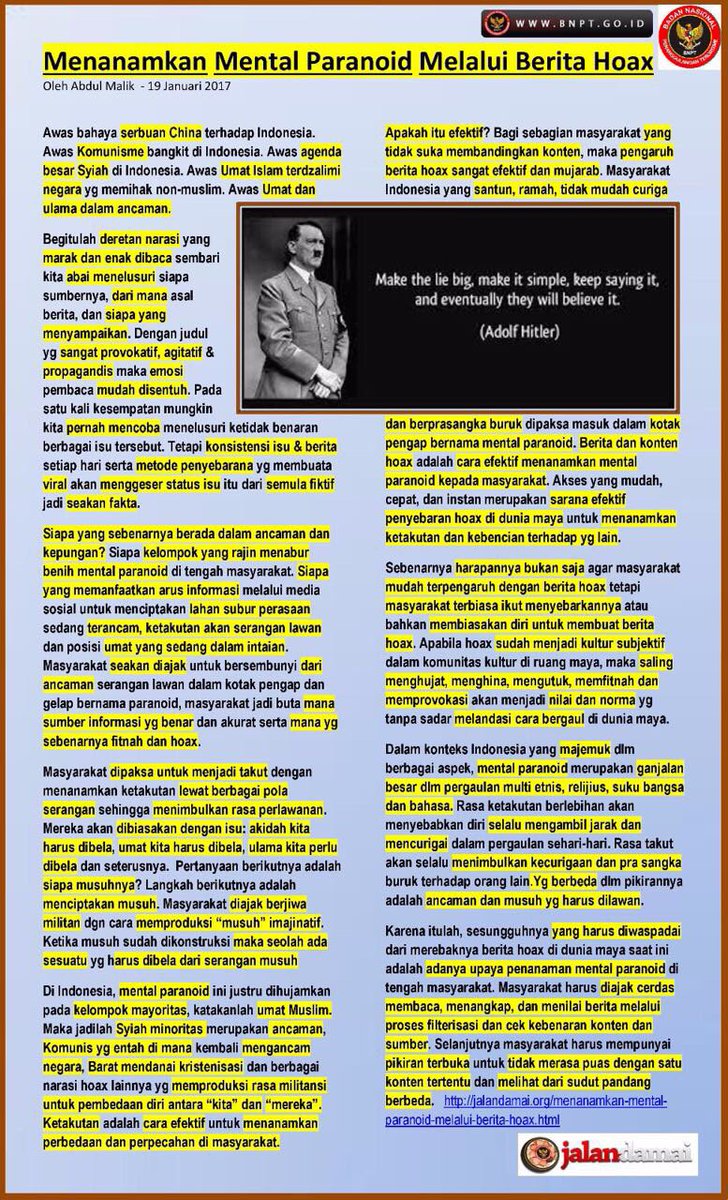 WWW.BNPT.GO.ID
BADAN NASIONAL
PENANGGULANGAN TERORISME
BNPT
Menanamkan Mental Paranoid Melalui Berita Hoax
Oleh Abdul Malik - 19 Januari 2017
Awas bahaya serbuan China terhadap Indonesia.
Awas Komunisme bangkit di Indonesia. Awas agenda
besar Syiah di Indonesia. Awas Umat Islam terdzalimi
negara yg memihak non-muslim. Awas Umat dan
ulama dalam ancaman.
Begitulah deretan narasi yang
marak dan enak dibaca sembari
kita abai menelusuri siapa
sumbernya, dari mana asal
berita, dan siapa yang
menyampaikan. Dengan judul
yg sangat provokatif, agitatif &
propagandis maka emosi
pembaca mudah disentuh. Pada
satu kali kesempatan mungkin
kita pernah mencoba menelusuri ketidak benaran
berbagai isu tersebut. Tetapi konsistensi isu & berita
setiap hari serta metode penyebarana yg membuata
viral akan menggeser status isu itu dari semula fiktif
jadi seakan fakta.
Siapa yang sebenarnya berada dalam ancaman dan
kepungan? Siapa kelompok yang rajin menabur
benih mental paranoid di tengah masyarakat. Siapa
yang memanfaatkan arus informasi melalui media
sosial untuk menciptakan lahan subur perasaan
sedang terancam, ketakutan akan serangan lawan
dan posisi umat yang sedang dalam intaian.
Masyarakat seakan diajak untuk bersembunyi dari
ancaman serangan lawan dalam kotak pengap dan
gelap bernama paranoid, masyarakat jadi buta mana
sumber informasi yg benar dan akurat serta mana yg
sebenarnya fitnah dan hoax.
Masyarakat dipaksa untuk menjadi takut dengan
menanamkan ketakutan lewat berbagai pola
serangan sehingga menimbulkan rasa perlawanan.
Mereka akan dibiasakan dengan isu: akidah kita
harus dibela, umat kita harus dibela, ulama kita perlu
dibela dan seterusnya. Pertanyaan berikutnya adalah
siapa musuhnya? Langkah berikutnya adalah
menciptakan musuh. Masyarakat diajak berjiwa
militan dgn cara memproduksi “musuh” imajinatif.
Ketika musuh sudah dikonstruksi maka seolah ada
sesuatu yg harus dibela dari serangan musuh
Di Indonesia, mental paranoid ini justru dihujamkan
pada kelompok mayoritas, katakanlah umat Muslim.
Maka jadilah Syiah minoritas merupakan ancaman,
Komunis yg entah di mana kembali mengancam
negara, Barat mendanai kristenisasi dan berbagai
narasi hoax lainnya yg memproduksi rasa militansi
untuk pembedaan diri antara “kita” dan “mereka”.
Ketakutan adalah cara efektif untuk menanamkan
perbedaan dan perpecahan di masyarakat.
Apakah itu efektif? Bagi sebagian masyarakat yang
tidak suka membandingkan konten, maka pengaruh
berita hoax sangat efektif dan mujarab. Masyarakat
Indonesia yang santun, ramah, tidak mudah curiga
Make the lie big, make it simple, keep saying it,
and eventually they will believe it.
(Adolf Hitler)
dan berprasangka buruk dipaksa masuk dalam kotak
pengap bernama mental paranoid. Berita dan konten
hoax adalah cara efektif menanamkan mental
paranoid kepada masyarakat. Akses yang mudah,
cepat, dan instan merupakan sarana efektif
penyebaran hoax di dunia maya untuk menanamkan
ketakutan dan kebencian terhadap yg lain.
Sebenarnya harapannya bukan saja agar masyarakat
mudah terpengaruh dengan berita hoax tetapi
masyarakat terbiasa ikut menyebarkannya atau
bahkan membiasakan diri untuk membuat berita
hoax. Apabila hoax sudah menjadi kultur subjektif
dalam komunitas kultur di ruang maya, maka saling
menghujat, menghina, mengutuk, memfitnah dan
memprovokasi akan menjadi nilai dan norma yg
tanpa sadar melandasi cara bergaul di dunia maya.
Dalam konteks Indonesia yang majemuk dlm
berbagai aspek, mental paranoid merupakan ganjalan
besar dlm pergaulan multi etnis, relijius, suku bangsa
dan bahasa. Rasa ketakutan berlebihan akan
menyebabkan diri selalu mengambil jarak dan
mencurigai dalam pergaulan sehari-hari. Rasa takut
akan selalu menimbulkan kecurigaan dan pra sangka
buruk terhadap orang lain.Yg berbeda dlm pikirannya
adalah ancaman dan musuh yg harus dilawan.
Karena itulah, sesungguhnya yang harus diwaspadai
dari merebaknya berita hoax di dunia maya saat ini
adalah adanya upaya penanaman mental paranoid di
tengah masyarakat. Masyarakat harus diajak cerdas
membaca, menangkap, dan menilai berita melalui
proses filterisasi dan cek kebenaran konten dan
sumber. Selanjutnya masyarakat harus mempunyai
pikiran terbuka untuk tidak merasa puas dengan satu
konten tertentu dan melihat dari sudut pandang
berbeda. http://jalandamai.org/menanamkan-mental-
paranoid-melalui-berita-hoax.html
jalandamai